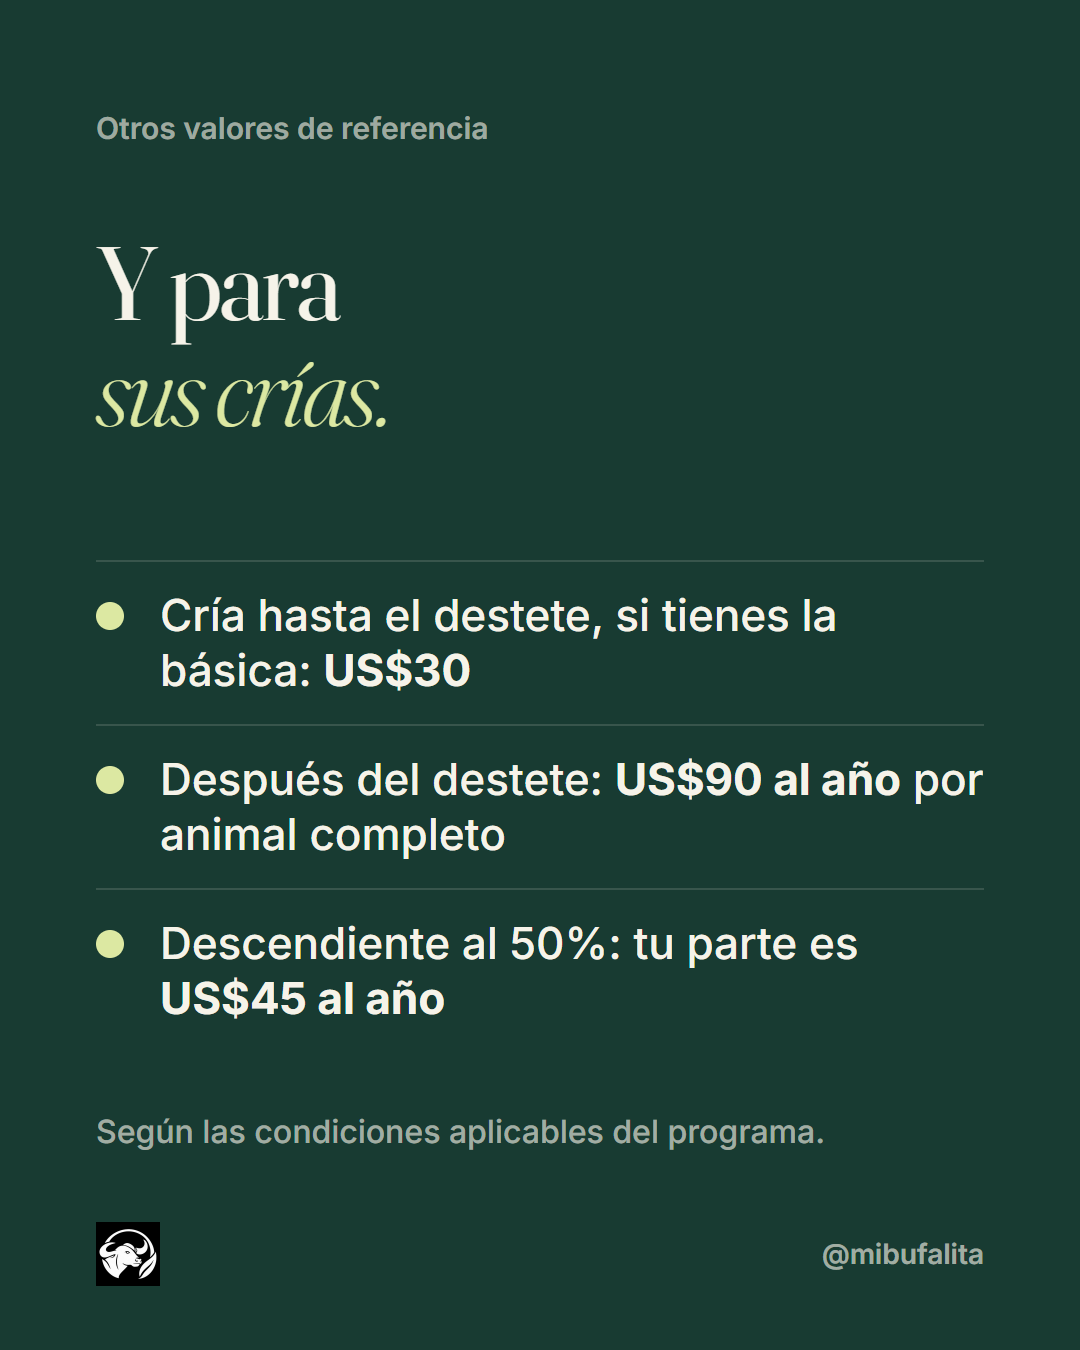 Otros valores de referencia
Y para
sus crías.
Cría hasta el destete, si tienes la
básica: US$30
Después del destete: US$90 al año por
animal completo
Descendiente al 50%: tu parte es
US$45 al año
Según las condiciones aplicables del programa.
@mibufalita